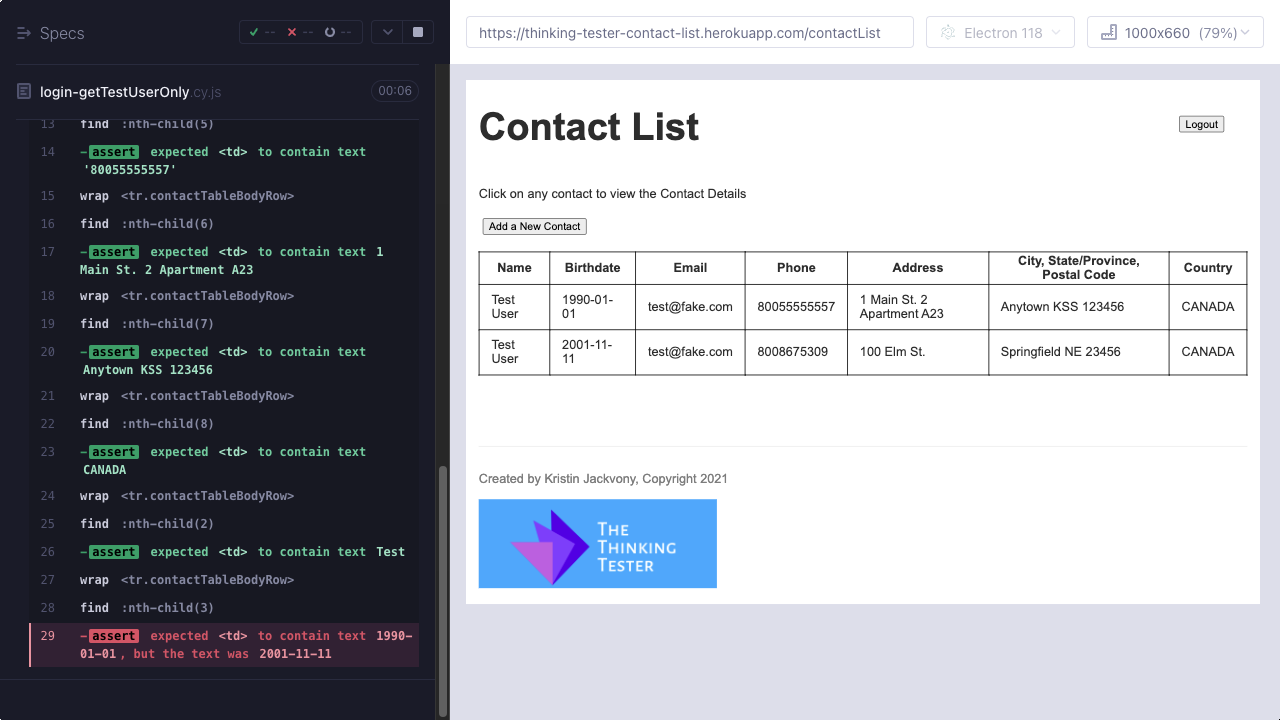 Specs
-- -- --
login-getTestUserOnly.cy.js 00:06
13 find :nth-child(5)
14 -assert expected <td> to contain text
'80055555557'
15 wrap <tr.contactTableBodyRow>
16 find :nth-child(6)
17 -assert expected <td> to contain text 1
Main St. 2 Apartment A23
18 wrap <tr.contactTableBodyRow>
19 find :nth-child(7)
20 -assert expected <td> to contain text
Anytown KSS 123456
21 wrap <tr.contactTableBodyRow>
22 find :nth-child(8)
23 -assert expected <td> to contain text
CANADA
24 wrap <tr.contactTableBodyRow>
25 find :nth-child(2)
26 -assert expected <td> to contain text Test
27 wrap <tr.contactTableBodyRow>
28 find :nth-child(3)
29 -assert expected <td> to contain text 1990-
01-01, but the text was 2001-11-11
https://thinking-tester-contact-list.herokuapp.com/contactList Electron 118 1000x660 (79%)
Contact List
Logout
Click on any contact to view the Contact Details
Add a New Contact
Name Birthdate Email Phone Address City, State/Province,
Postal Code Country
Test
User 1990-01-
01 test@fake.com 80055555557 1 Main St. 2
Apartment A23 Anytown KSS 123456 CANADA
Test
User 2001-11-
11 test@fake.com 8008675309 100 Elm St. Springfield NE 23456 CANADA
Created by Kristin Jackvony, Copyright 2021
THE
THINKING
TESTER